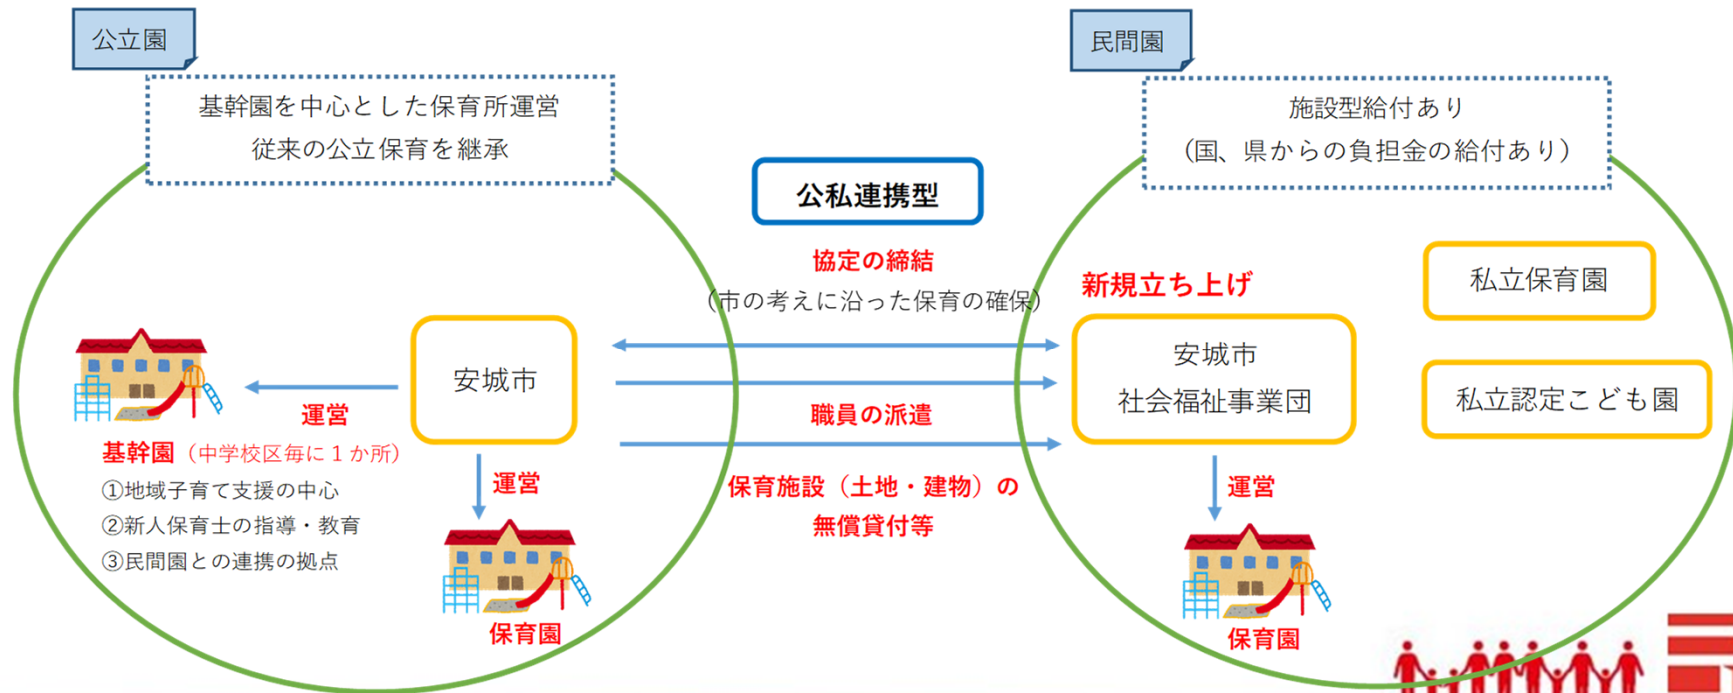 公立園
基幹園を中心とした保育所運営
従来の公立保育を継承
安城市
運営
基幹園（中学校区毎に１か所）
①地域子育て支援の中心
②新人保育士の指導・教育
③民間園との連携の拠点
運営
保育園
公私連携型
協定の締結
（市の考えに沿った保育の確保）
職員の派遣
保育施設（土地・建物）の
無償貸付等
民間園
施設型給付あり
（国、県からの負担金の給付あり）
新規立ち上げ
安城市
社会福祉事業団
運営
保育園
私立保育園
私立認定こども園